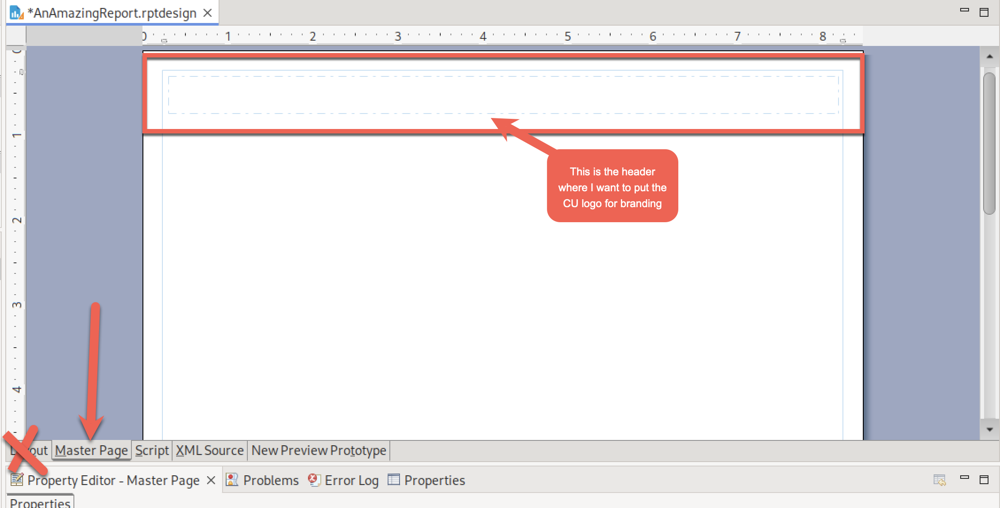 *AnAmazingReport.rptdesign
0 1 2 3 4 5 6 7 8
0
1
2
3
4
This is the header
where I want to put the
CU logo for branding
Layout Master Page Script XML Source New Preview Prototype
Property Editor - Master Page Problems Error Log Properties
Properties